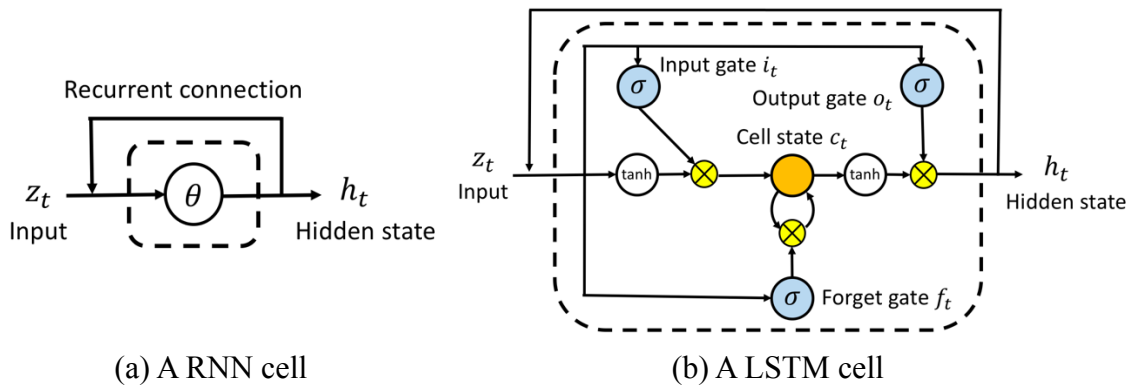 Recurrent connection
θ
z_t
Input
h_t
Hidden state
(a) A RNN cell
σ
Input gate i_t
σ
Output gate o_t
Cell state c_t
z_t
Input
tanh
tanh
h_t
Hidden state
σ
Forget gate f_t
(b) A LSTM cell